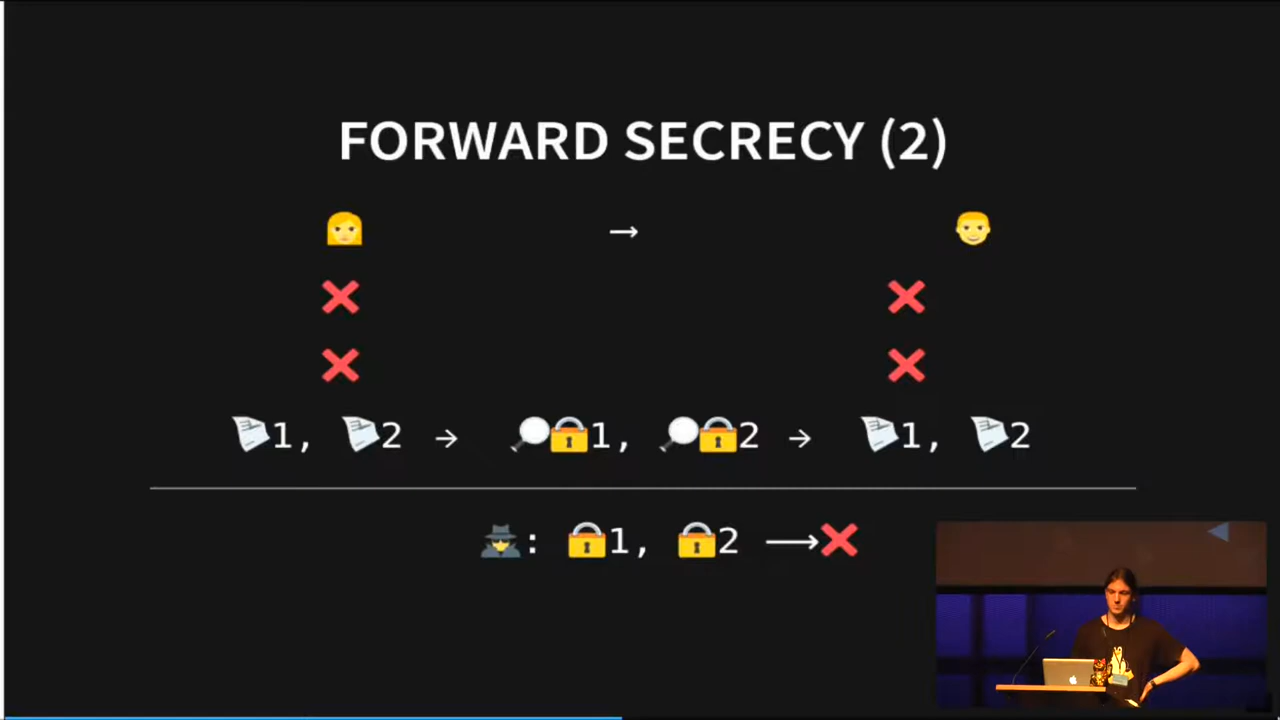 FORWARD SECRECY (2)
→
1, 2 → 1, 2 → 1, 2
: 1, 2 ⟶